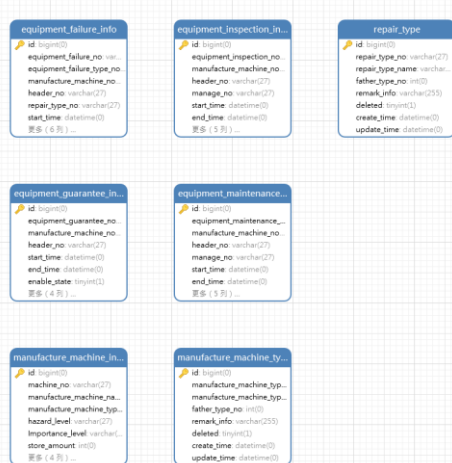 equipment_failure_info
id: bigint(0)
equipment_failure_no: var...
equipment_failure_type_no...
manufacture_machine_no...
header_no: varchar(27)
repair_type_no: varchar(27)
start_time: datetime(0)
更多 ( 6 列 ) ...
equipment_inspection_in...
id: bigint(0)
equipment_inspection_no...
manufacture_machine_no...
header_no: varchar(27)
manage_no: varchar(27)
start_time: datetime(0)
end_time: datetime(0)
更多 ( 5 列 ) ...
repair_type
id: bigint(0)
repair_type_no: varchar(27)
repair_type_name: varchar...
father_type_no: int(0)
remark_info: varchar(255)
deleted: tinyint(1)
create_time: datetime(0)
update_time: datetime(0)
equipment_guarantee_in...
id: bigint(0)
equipment_guarantee_no...
manufacture_machine_no...
header_no: varchar(27)
start_time: datetime(0)
end_time: datetime(0)
enable_state: tinyint(1)
更多 ( 4 列 ) ...
equipment_maintenance...
id: bigint(0)
equipment_maintenance_...
manufacture_machine_no...
header_no: varchar(27)
manage_no: varchar(27)
start_time: datetime(0)
end_time: datetime(0)
更多 ( 5 列 ) ...
manufacture_machine_in...
id: bigint(0)
machine_no: varchar(27)
manufacture_machine_na...
manufacture_machine_typ...
hazard_level: varchar(27)
Importance_level: varchar(...
store_amount: int(0)
更多 ( 4 列 ) ...
manufacture_machine_ty...
id: bigint(0)
manufacture_machine_typ...
manufacture_machine_typ...
father_type_no: int(0)
remark_info: varchar(255)
deleted: tinyint(1)
create_time: datetime(0)
update_time: datetime(0)